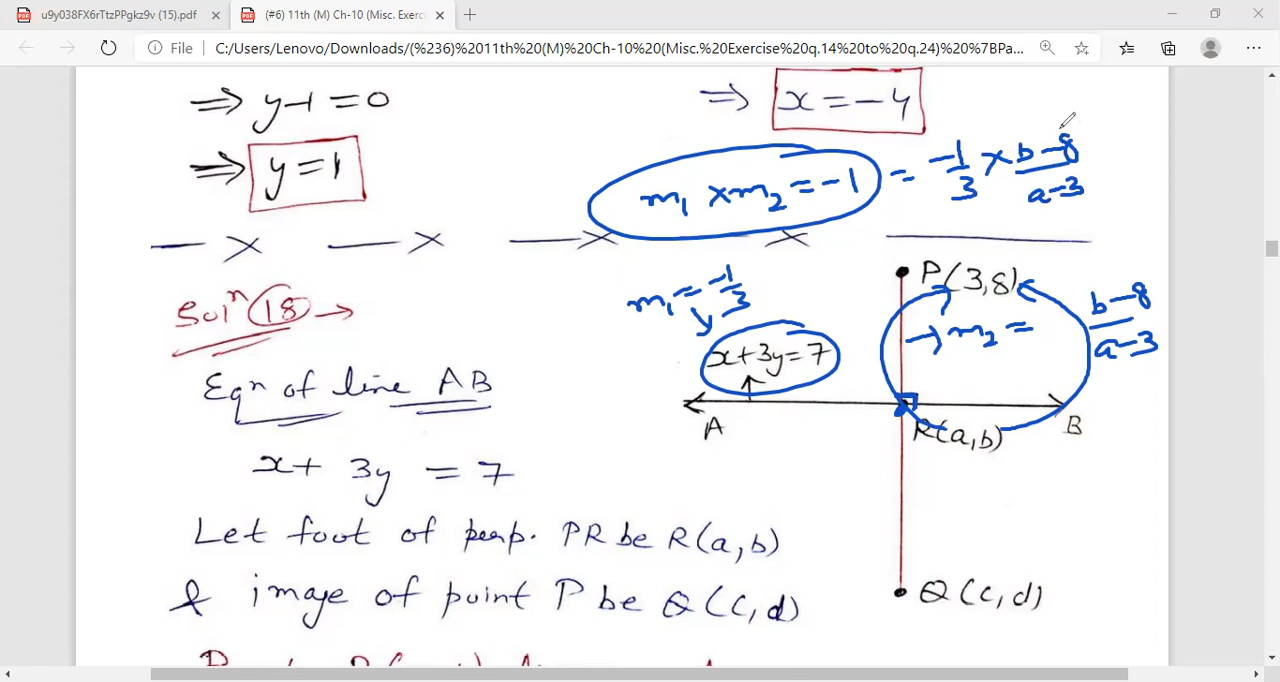 u9y038FX6rTtzPPgkz9v (15).pdf
(#6) 11th (M) Ch-10 (Misc. Exerci
File
C:/Users/Lenovo/Downloads/(%236)%2011th%20(M)%20Ch-10%20(Misc.%20Exercise%20q.14%20to%20q.24)%20%7BPa...
⇒ y-1 = 0
⇒ x = -4
⇒ y = 1
m₁ × m₂ = -1 = -1/3 × b-8/a-3
Solⁿ 18 →
m₁ = -1/3
P(3,8)
→ m₂ = b-8/a-3
x+3y=7
Eqⁿ of line AB
A
R(a,b)
B
x + 3y = 7
Let foot of perp. PR be R(a,b)
& image of point P be Q(c,d)
Q(c,d)